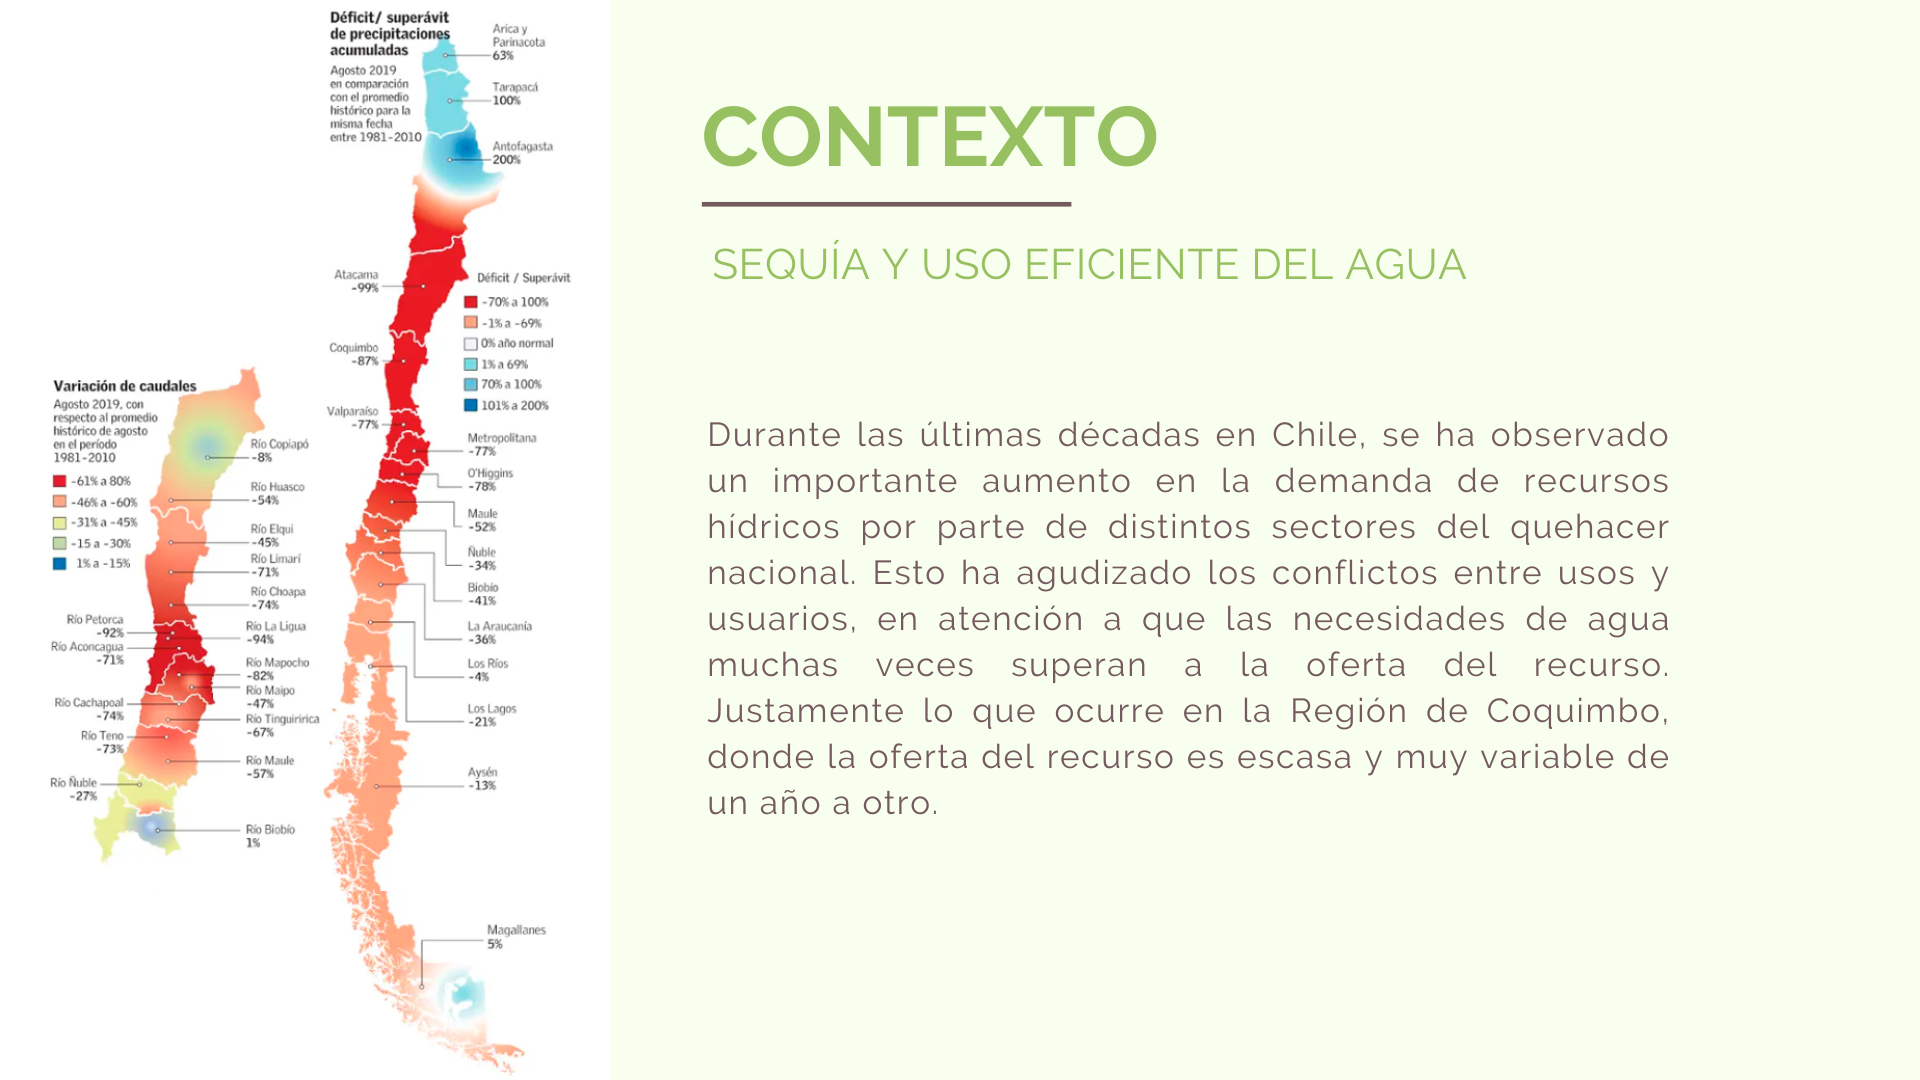 Déficit/ superávit
de precipitaciones
acumuladas
Agosto 2019
en comparación
con el promedio
histórico para la
misma fecha
entre 1981-2010
Arica y
Parinacota
63%
Tarapacá
100%
Antofagasta
200%
Atacama
-99%
Coquimbo
-87%
Valparaíso
-77%
Déficit / Superávit
-70% a 100%
-1% a -69%
0% año normal
1% a 69%
70% a 100%
101% a 200%
Metropolitana
-77%
O'Higgins
-78%
Maule
-52%
Ñuble
-34%
Biobío
-41%
La Araucanía
-36%
Los Ríos
-4%
Los Lagos
-21%
Aysén
-13%
Magallanes
5%
Variación de caudales
Agosto 2019, con
respecto al promedio
histórico de agosto
en el período
1981-2010
-61% a 80%
-46% a -60%
-31% a -45%
-15 a -30%
1% a -15%
Río Copiapó
-8%
Río Huasco
-54%
Río Elqui
-45%
Río Limarí
-71%
Río Choapa
-74%
Río Petorca
-92%
Río La Ligua
-94%
Río Aconcagua
-71%
Río Mapocho
-82%
Río Maipo
-47%
Río Cachapoal
-74%
Río Tinguiririca
-67%
Río Teno
-73%
Río Maule
-57%
Río Ñuble
-27%
Río Biobío
1%
CONTEXTO
SEQUÍA Y USO EFICIENTE DEL AGUA
Durante las últimas décadas en Chile, se ha observado
un importante aumento en la demanda de recursos
hídricos por parte de distintos sectores del quehacer
nacional. Esto ha agudizado los conflictos entre usos y
usuarios, en atención a que las necesidades de agua
muchas veces superan a la oferta del recurso.
Justamente lo que ocurre en la Región de Coquimbo,
donde la oferta del recurso es escasa y muy variable de
un año a otro.